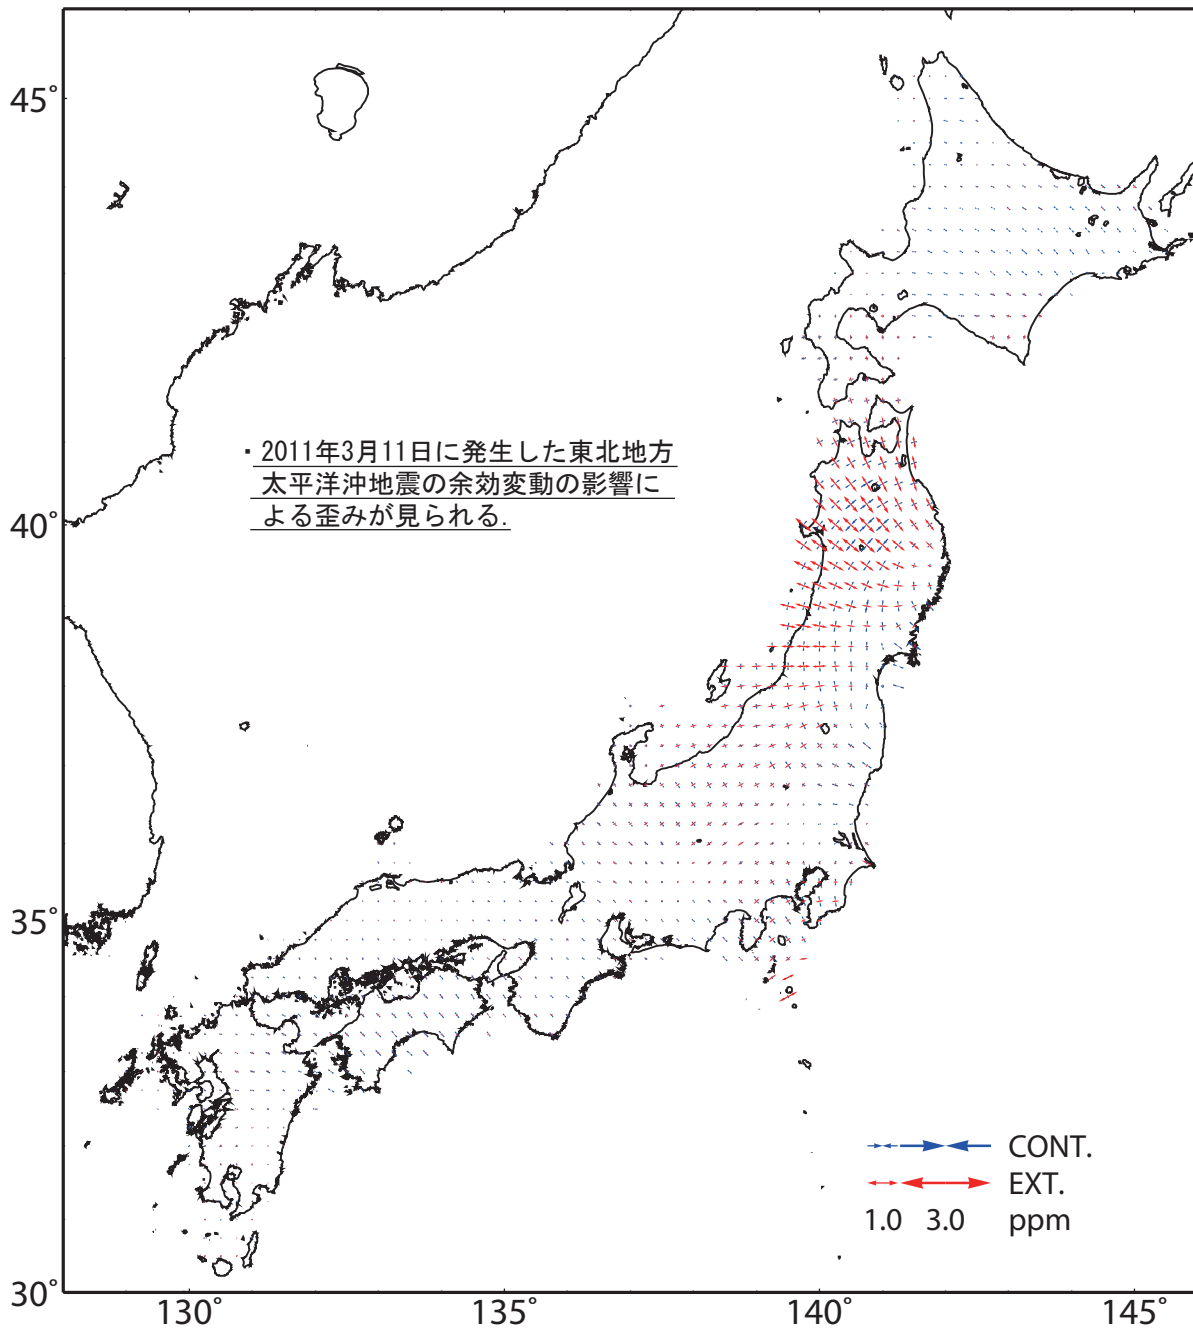 45°
・2011年3月11日に発生した東北地方
太平洋沖地震の余効変動の影響に
よる歪みが見られる.
40°
35°
CONT.
EXT.
1.0 3.0 ppm
30°
130° 135° 140° 145°